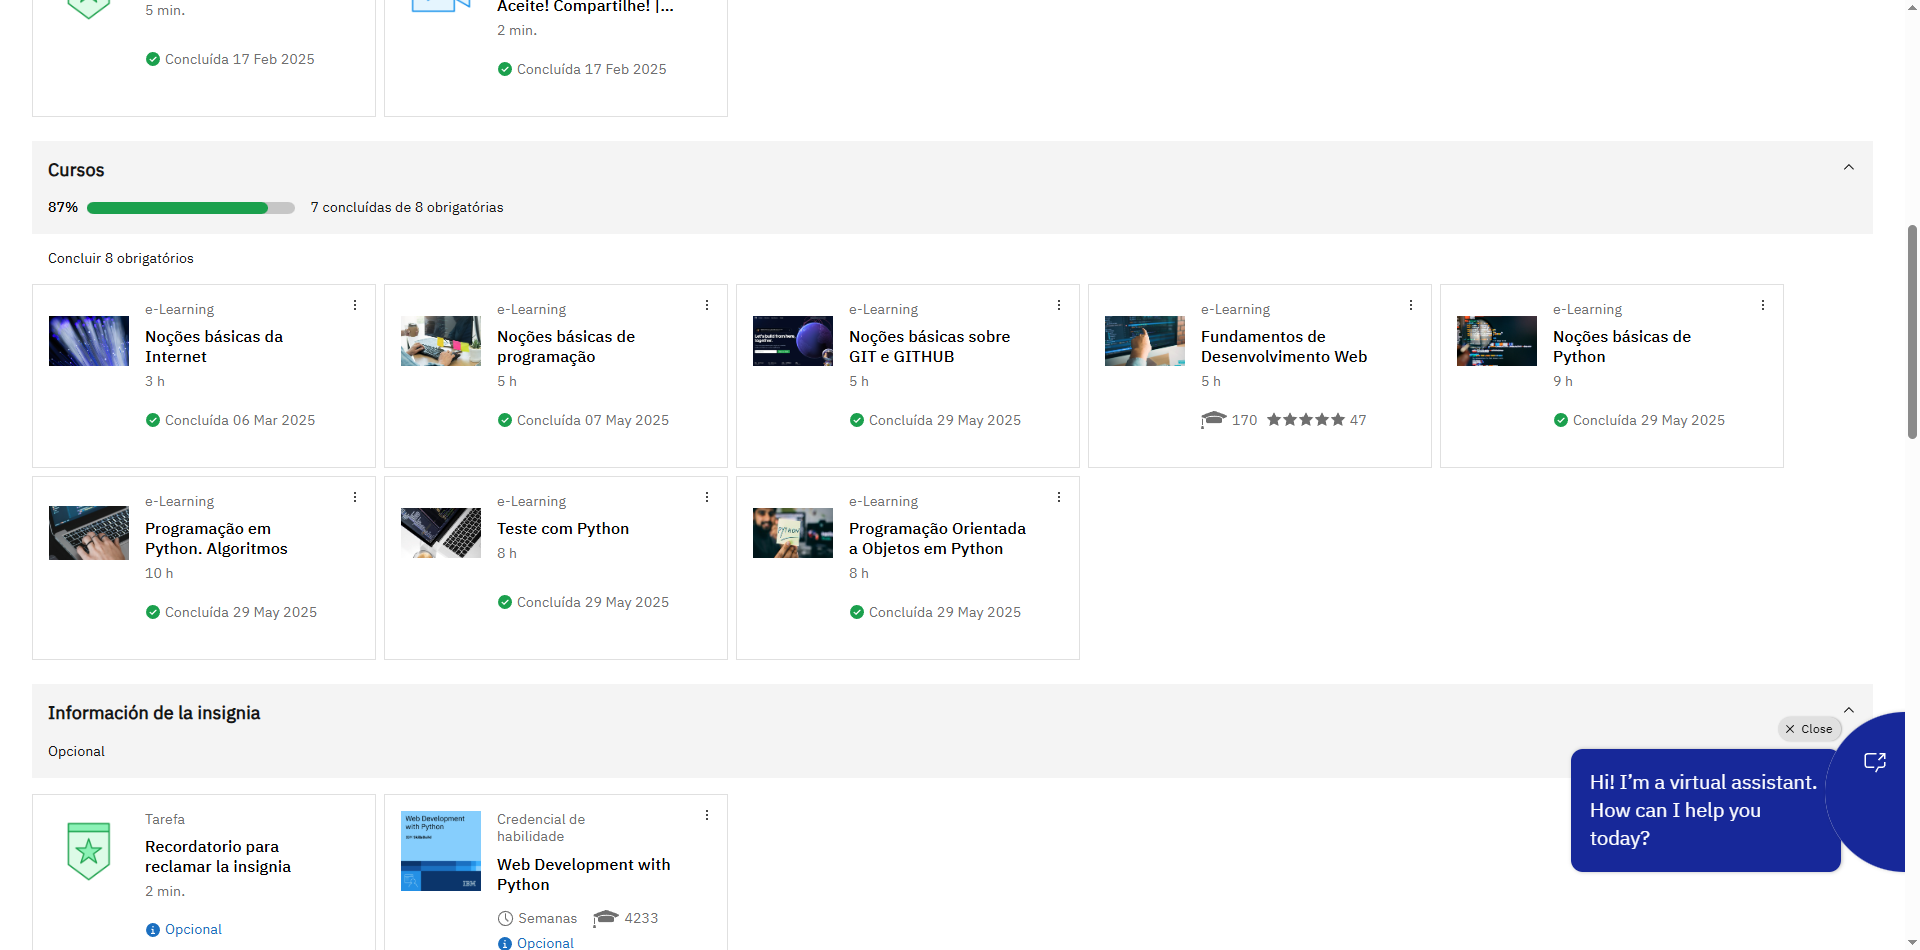 5 min.
Concluída 17 Feb 2025
Aceite! Compartilhe! |...
2 min.
Concluída 17 Feb 2025
Cursos
87%
7 concluídas de 8 obrigatórias
Concluir 8 obrigatórios
e-Learning
Noções básicas da
Internet
3 h
Concluída 06 Mar 2025
e-Learning
Noções básicas de
programação
5 h
Concluída 07 May 2025
e-Learning
Noções básicas sobre
GIT e GITHUB
5 h
Concluída 29 May 2025
e-Learning
Fundamentos de
Desenvolvimento Web
5 h
170
47
e-Learning
Noções básicas de
Python
9 h
Concluída 29 May 2025
e-Learning
Programação em
Python. Algoritmos
10 h
Concluída 29 May 2025
e-Learning
Teste com Python
8 h
Concluída 29 May 2025
PYTHON
e-Learning
Programação Orientada
a Objetos em Python
8 h
Concluída 29 May 2025
Información de la insignia
Opcional
Tarefa
Recordatorio para
reclamar la insignia
2 min.
Opcional
Web Development
with Python
IBM
Credencial de
habilidade
Web Development with
Python
Semanas
4233
Opcional
Close
Hi! I’m a virtual assistant.
How can I help you
today?